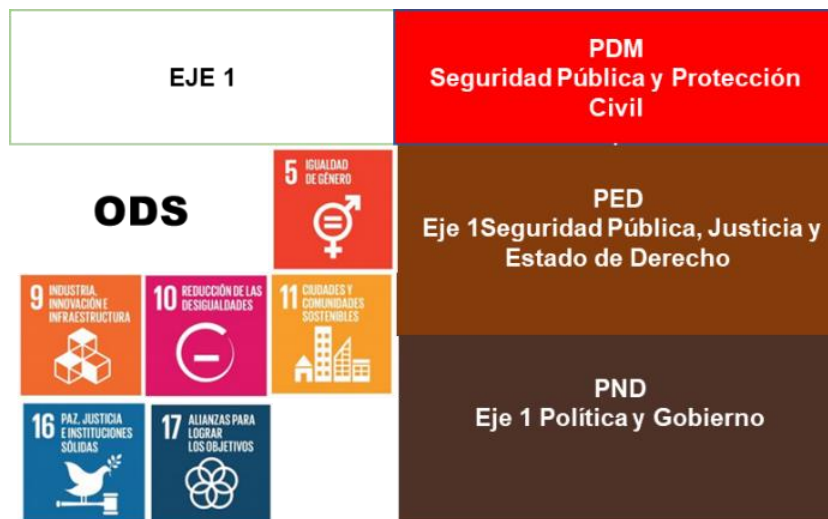 EJE 1
PDM
Seguridad Pública y Protección
Civil
ODS
5 IGUALDAD
DE GÉNERO
PED
Eje 1Seguridad Pública, Justicia y
Estado de Derecho
9 INDUSTRIA,
INNOVACIÓN E
INFRAESTRUCTURA
10 REDUCCIÓN DE LAS
DESIGUALDADES
11 CIUDADES Y
COMUNIDADES
SOSTENIBLES
PND
Eje 1 Política y Gobierno
16 PAZ, JUSTICIA
E INSTITUCIONES
SÓLIDAS
17 ALIANZAS PARA
LOGRAR
LOS OBJETIVOS